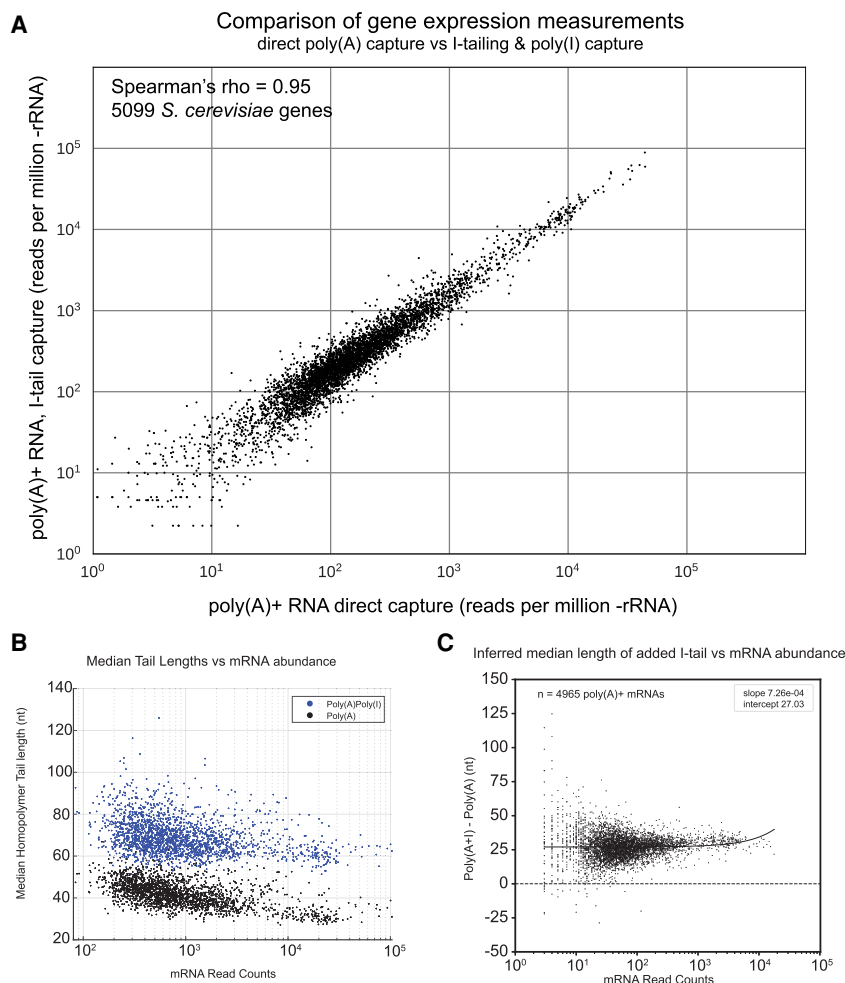 A
Comparison of gene expression measurements
direct poly(A) capture vs I-tailing & poly(I) capture
Spearman's rho = 0.95
5099 S. cerevisiae genes
poly(A)+ RNA, I-tail capture (reads per million -rRNA)
10^5
10^4
10^3
10^2
10^1
10^0
10^0 10^1 10^2 10^3 10^4 10^5
poly(A)+ RNA direct capture (reads per million -rRNA)
B
Median Tail Lengths vs mRNA abundance
Median Homopolymer Tail length (nt)
140
120
100
80
60
40
20
Poly(A)Poly(I)
Poly(A)
10^2 10^3 10^4 10^5
mRNA Read Counts
C
Inferred median length of added I-tail vs mRNA abundance
Poly(A+I) - Poly(A) (nt)
150
125
100
75
50
25
0
-25
-50
n = 4965 poly(A)+ mRNAs
slope 7.26e-04
intercept 27.03
10^0 10^1 10^2 10^3 10^4 10^5
mRNA Read Counts